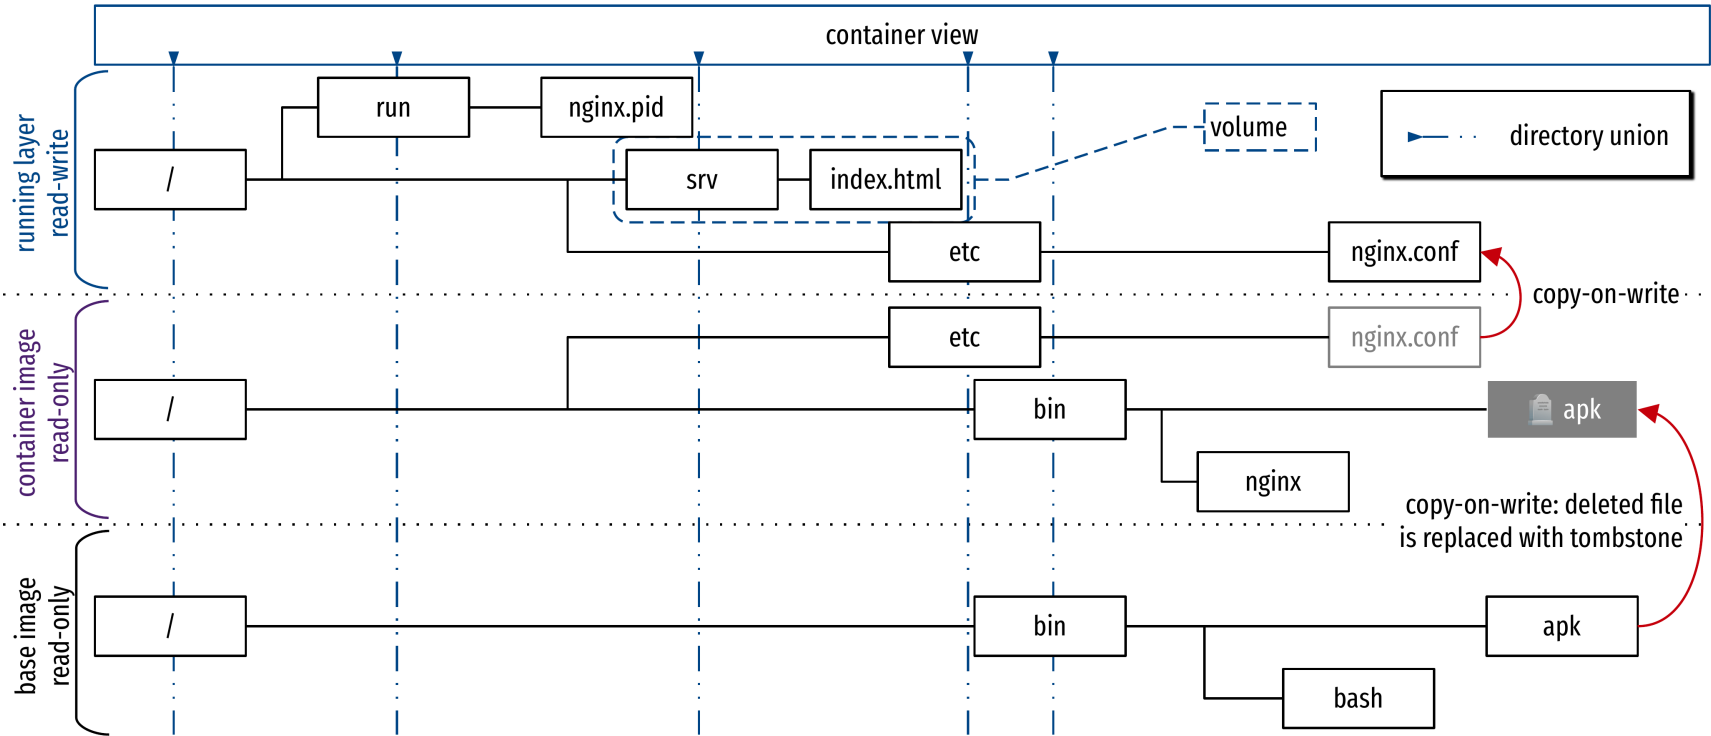 container view
running layer
read-write
run
nginx.pid
volume
directory union
/
srv
index.html
etc
nginx.conf
copy-on-write
container image
read-only
etc
nginx.conf
/
bin
apk
nginx
copy-on-write: deleted file
is replaced with tombstone
base image
read-only
/
bin
apk
bash